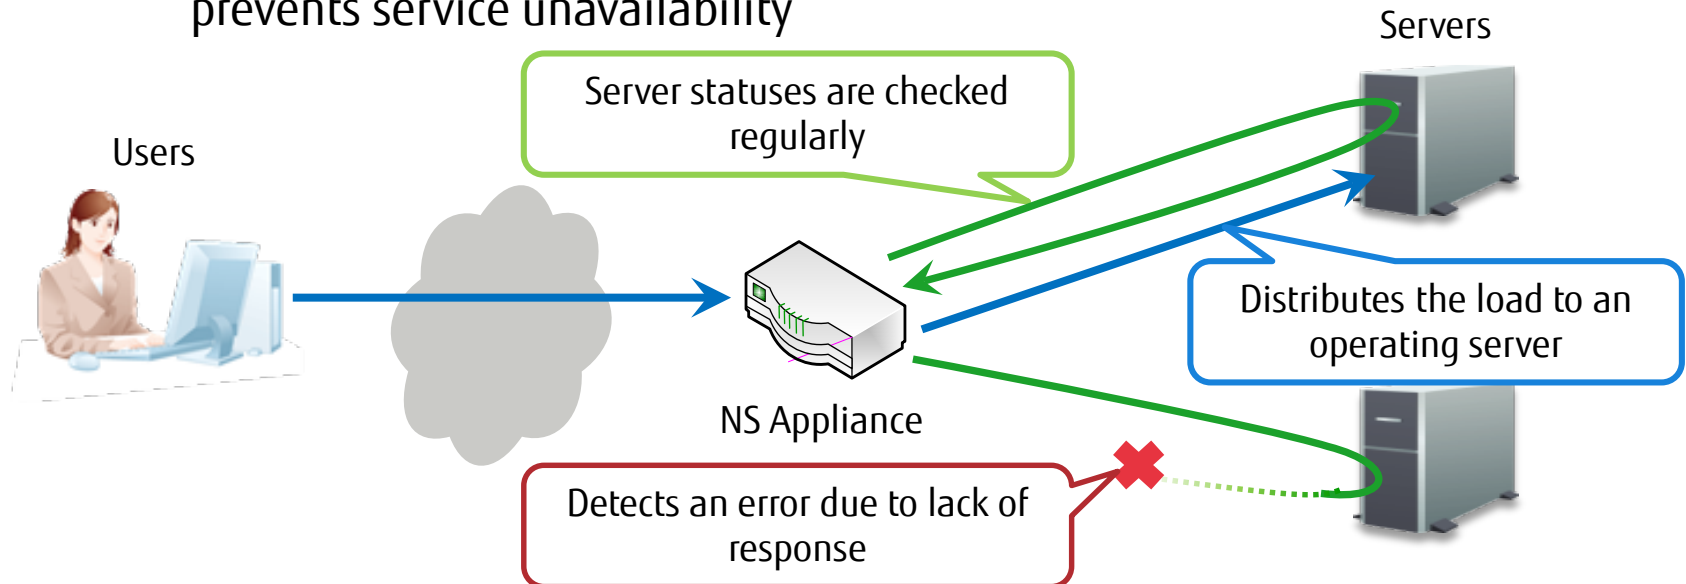 prevents service unavailability
Servers
Server statuses are checked
regularly
Users
Distributes the load to an
operating server
NS Appliance
Detects an error due to lack of
response